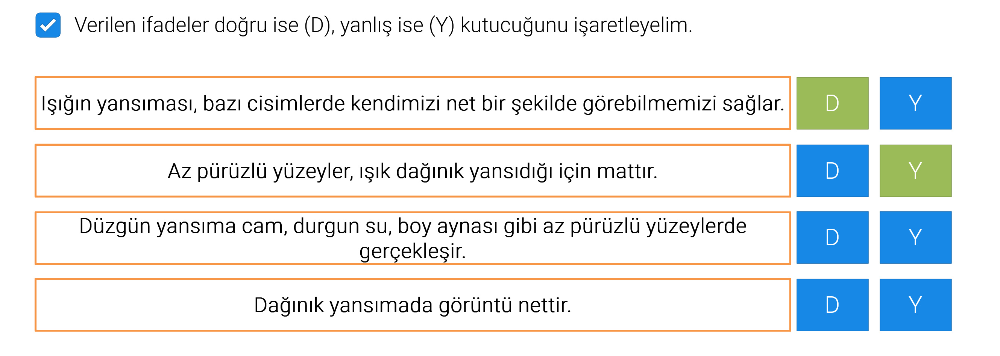 Verilen ifadeler doğru ise (D), yanlış ise (Y) kutucuğunu işaretleyelim.
Işığın yansıması, bazı cisimlerde kendimizi net bir şekilde görebilmemizi sağlar. D Y
Az pürüzlü yüzeyler, ışık dağınık yansıdığı için mattır. D Y
Düzgün yansıma cam, durgun su, boy aynası gibi az pürüzlü yüzeylerde
gerçekleşir. D Y
Dağınık yansımada görüntü nettir. D Y